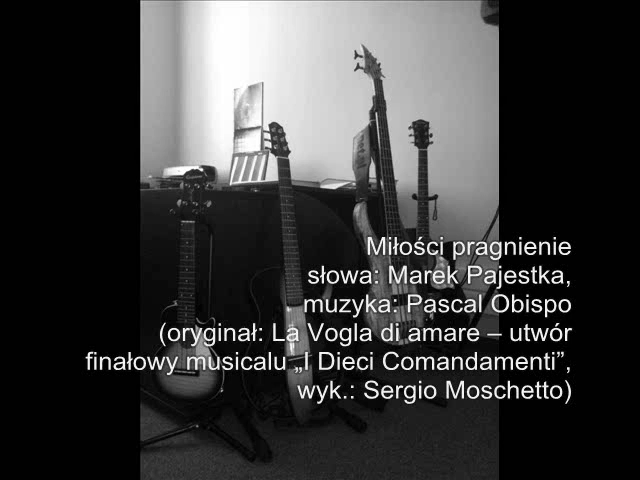 Miłości pragnienie
słowa: Marek Pajestka,
muzyka: Pascal Obispo
(oryginał: La Vogla di amare – utwór
finałowy musicalu „I Dieci Comandamenti”,
wyk.: Sergio Moschetto)